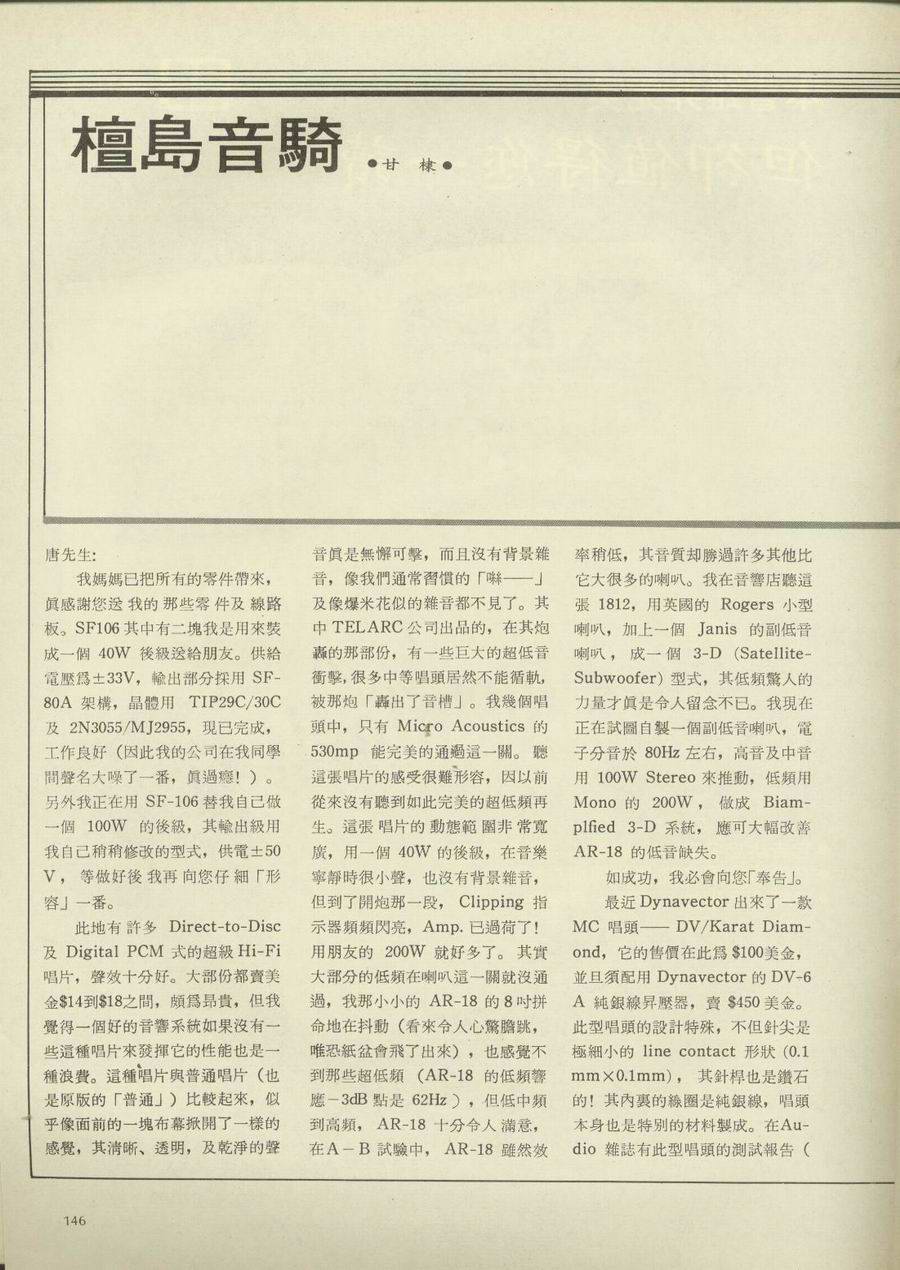 檀島音騎
●甘 棣●
唐先生:
我媽媽已把所有的零件帶來，
眞感謝您送我的那些零件及線路
板。SF106其中有二塊我是用來裝
成一個 40W 後級送給朋友。供給
電壓爲±33V，輸出部分採用 SF-
80A 架構，晶體用 TIP29C/30C
及 2N3055/MJ2955，現已完成，
工作良好（因此我的公司在我同學
間聲名大噪了一番，眞過癮！）。
另外我正在用 SF-106 替我自己做
一個 100W 的後級，其輸出級用
我自己稍稍修改的型式，供電±50
V，等做好後我再向您仔細「形
容」一番。
此地有許多 Direct-to-Disc
及 Digital PCM 式的超級 Hi-Fi
唱片，聲效十分好。大部份都賣美
金$14到$18之間，頗爲昂貴，但我
覺得一個好的音響系統如果沒有一
些這種唱片來發揮它的性能也是一
種浪費。這種唱片與普通唱片（也
是原版的「普通」）比較起來，似
乎像面前的一塊布幕掀開了一樣的
感覺，其清晰、透明，及乾淨的聲
音眞是無懈可擊，而且沒有背景雜
音，像我們通常習慣的「嘛——」
及像爆米花似的雜音都不見了。其
中 TELARC 公司出品的，在其炮
轟的那部份，有一些巨大的超低音
衝擊，很多中等唱頭居然不能循軌，
被那炮「轟出了音槽」。我幾個唱
頭中，只有 Micro Acoustics 的
530mp 能完美的通過這一關。聽
這張唱片的感受很難形容，因以前
從來沒有聽到如此完美的超低頻再
生。這張唱片的動態範圍非常寬
廣，用一個 40W 的後級，在音樂
寧靜時很小聲，也沒有背景雜音，
但到了開炮那一段，Clipping 指
示器頻頻閃亮，Amp. 已過荷了！
用朋友的 200W 就好多了。其實
大部分的低頻在喇叭這一關就沒通
過，我那小小的 AR-18 的8吋拼
命地在抖動（看來令人心驚膽跳，
唯恐紙盆會飛了出來），也感覺不
到那些超低頻（AR-18 的低頻響
應－3dB 點是 62Hz），但低中頻
到高頻，AR-18 十分令人滿意，
在A－B 試驗中，AR-18 雖然效
率稍低，其音質却勝過許多其他比
它大很多的喇叭。我在音響店聽這
張 1812，用英國的 Rogers 小型
喇叭，加上一個 Janis 的副低音
喇叭，成一個 3-D (Satellite-
Subwoofer) 型式，其低頻驚人的
力量才眞是令人留念不已。我現在
正在試圖自製一個副低音喇叭，電
子分音於 80Hz 左右，高音及中音
用 100W Stereo 來推動，低頻用
Mono 的 200W，做成 Biam-
plfied 3-D 系統，應可大幅改善
AR-18 的低音缺失。
如成功，我必會向您「奉告」。
最近 Dynavector 出來了一款
MC 唱頭—— DV/Karat Diam-
ond，它的售價在此爲 $100美金，
並且須配用 Dynavector 的 DV-6
A 純銀線昇壓器，賣 $450 美金。
此型唱頭的設計特殊，不但針尖是
極細小的 line contact 形狀 (0.1
mm×0.1mm)，其針桿也是鑽石
的！其內裏的線圈是純銀線，唱頭
本身也是特別的材料製成。在Au-
dio 雜誌有此型唱頭的測試報告（
146